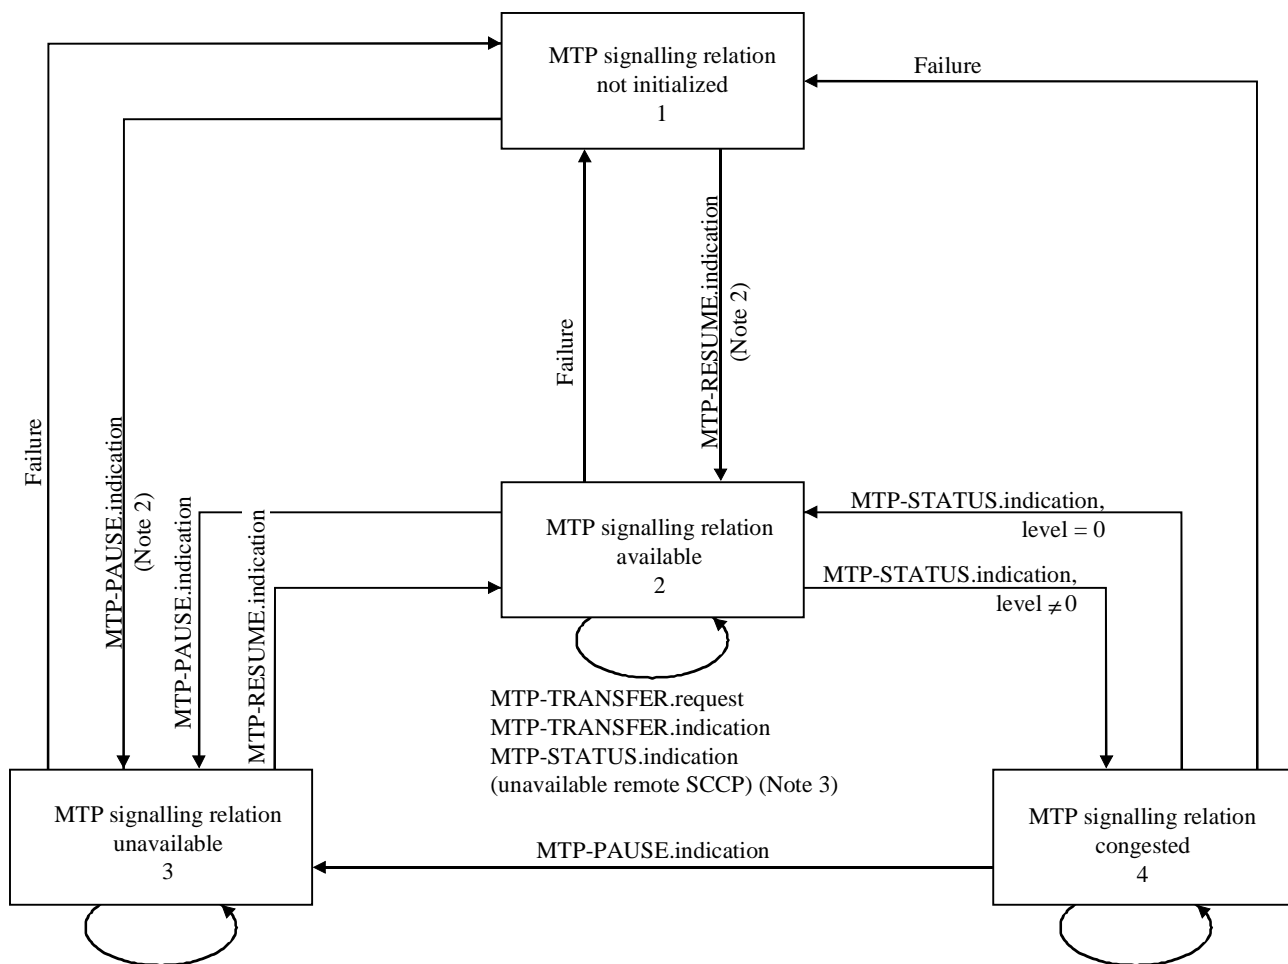 MTP signalling relation
not initialized
1
Failure
Failure
MTP-PAUSE.indication
(Note 2)
Failure
MTP-RESUME.indication
(Note 2)
MTP-PAUSE.indication
MTP-RESUME.indication
MTP signalling relation
available
2
MTP-STATUS.indication,
level = 0
MTP-STATUS.indication,
level ≠ 0
MTP-TRANSFER.request
MTP-TRANSFER.indication
MTP-STATUS.indication
(unavailable remote SCCP) (Note 3)
MTP signalling relation
unavailable
3
MTP-PAUSE.indication
MTP signalling relation
congested
4